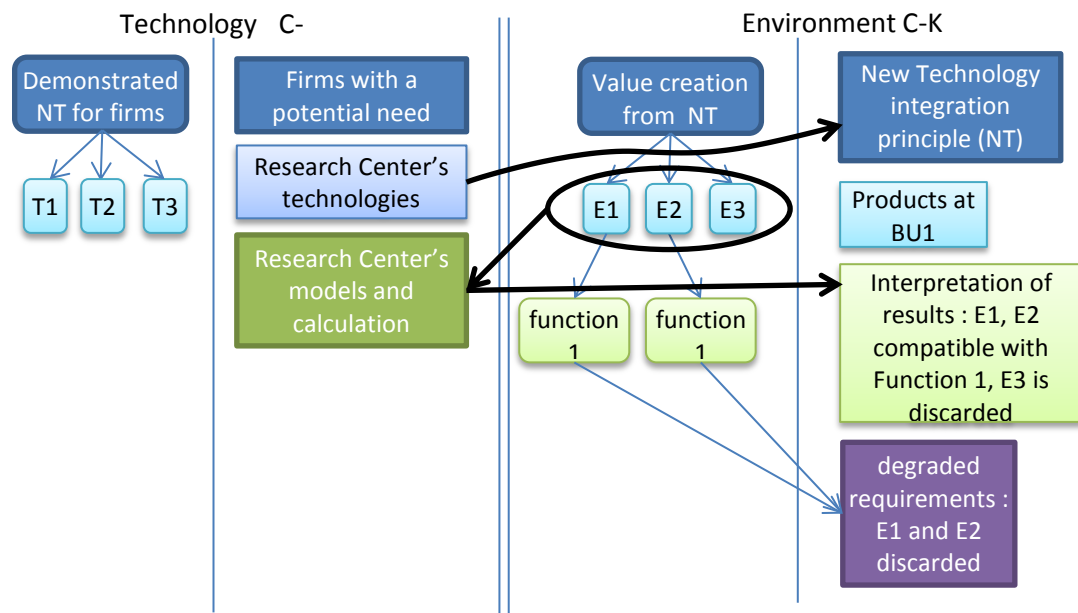 Technology C-
Environment C-K
Demonstrated
NT for firms
T1
T2
T3
Firms with a
potential need
Research Center's
technologies
Research Center's
models and
calculation
Value creation
from NT
E1
E2
E3
function
1
function
1
New Technology
integration
principle (NT)
Products at
BU1
Interpretation of
results : E1, E2
compatible with
Function 1, E3 is
discarded
degraded
requirements :
E1 and E2
discarded